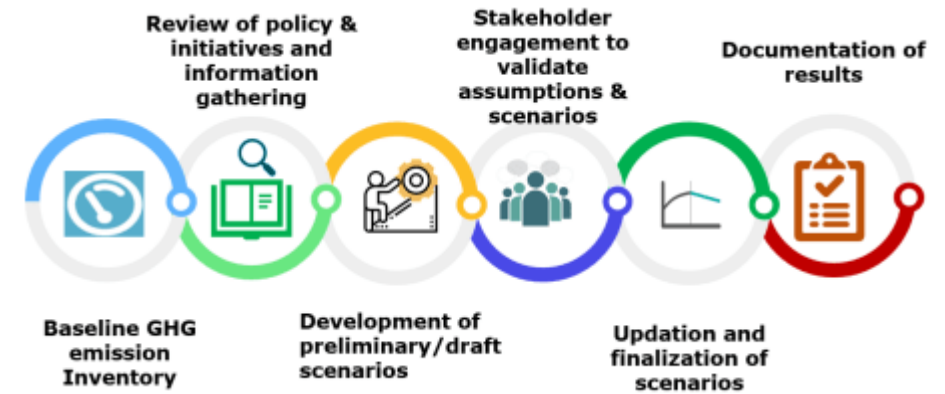 Review of policy &
initiatives and
information
gathering
Stakeholder
engagement to
validate
assumptions &
scenarios
Documentation of
results
Baseline GHG
emission
Inventory
Development of
preliminary/draft
scenarios
Updation and
finalization of
scenarios